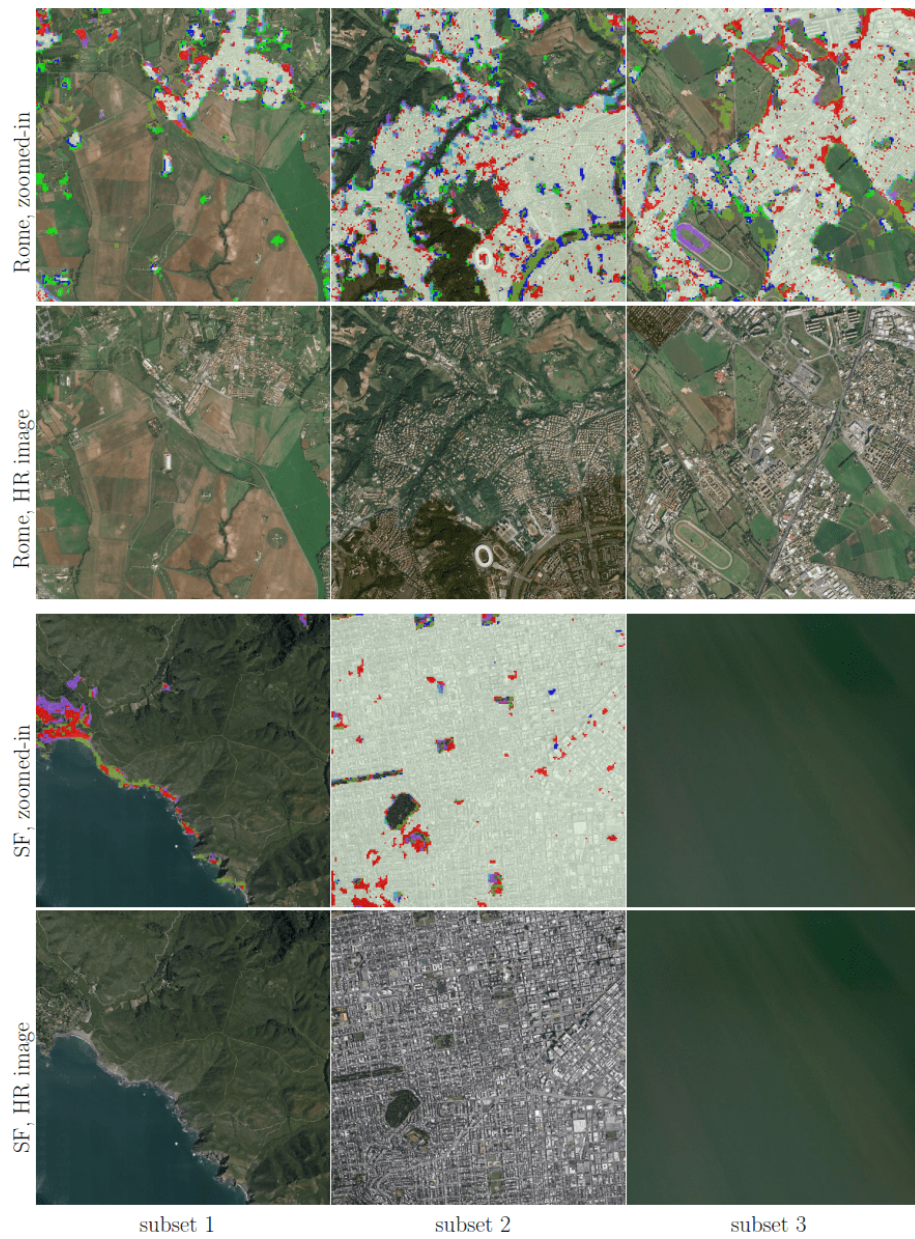 Rome, zoomed-in
Rome, HR image
SF, zoomed-in
SF, HR image
subset 1
subset 2
subset 3